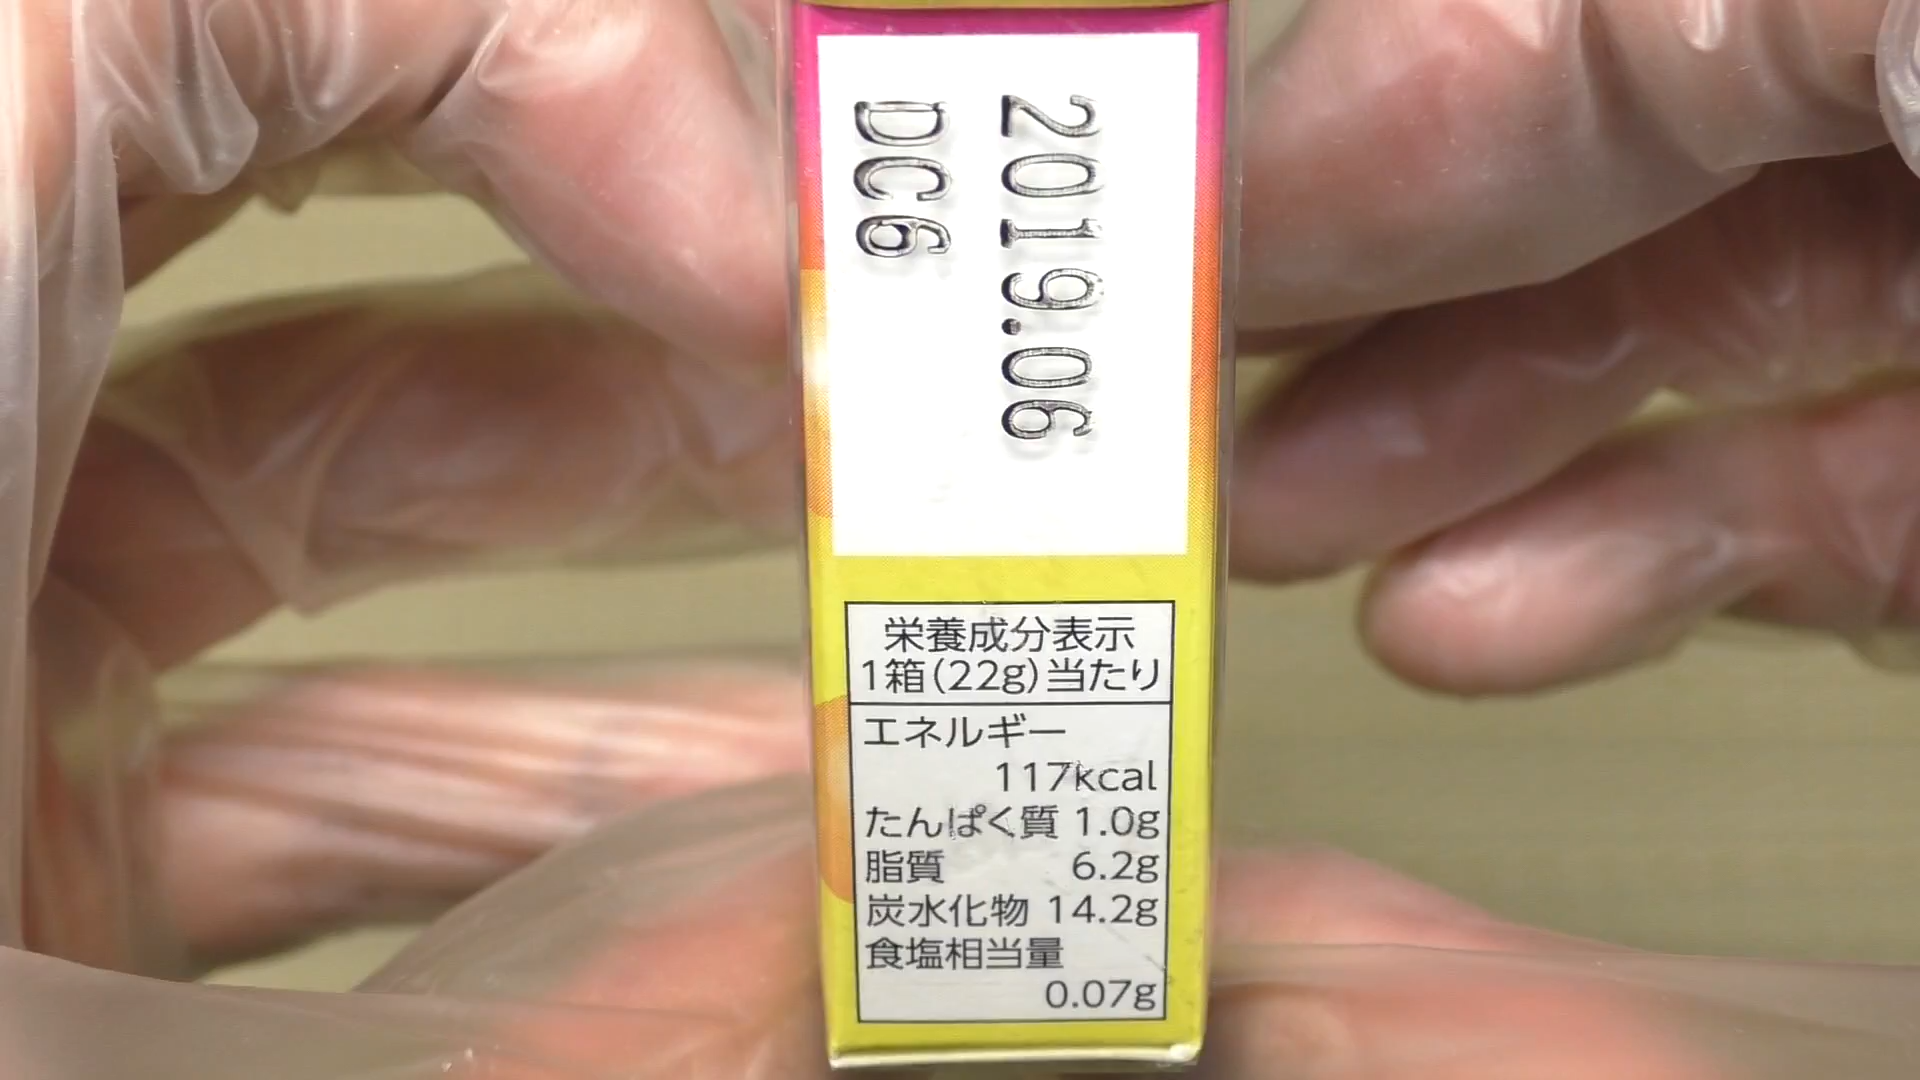 2019.06
DC6
栄養成分表示
1箱(22g)当たり
エネルギー
117kcal
たんぱく質 1.0g
脂質 6.2g
炭水化物 14.2g
食塩相当量
0.07g